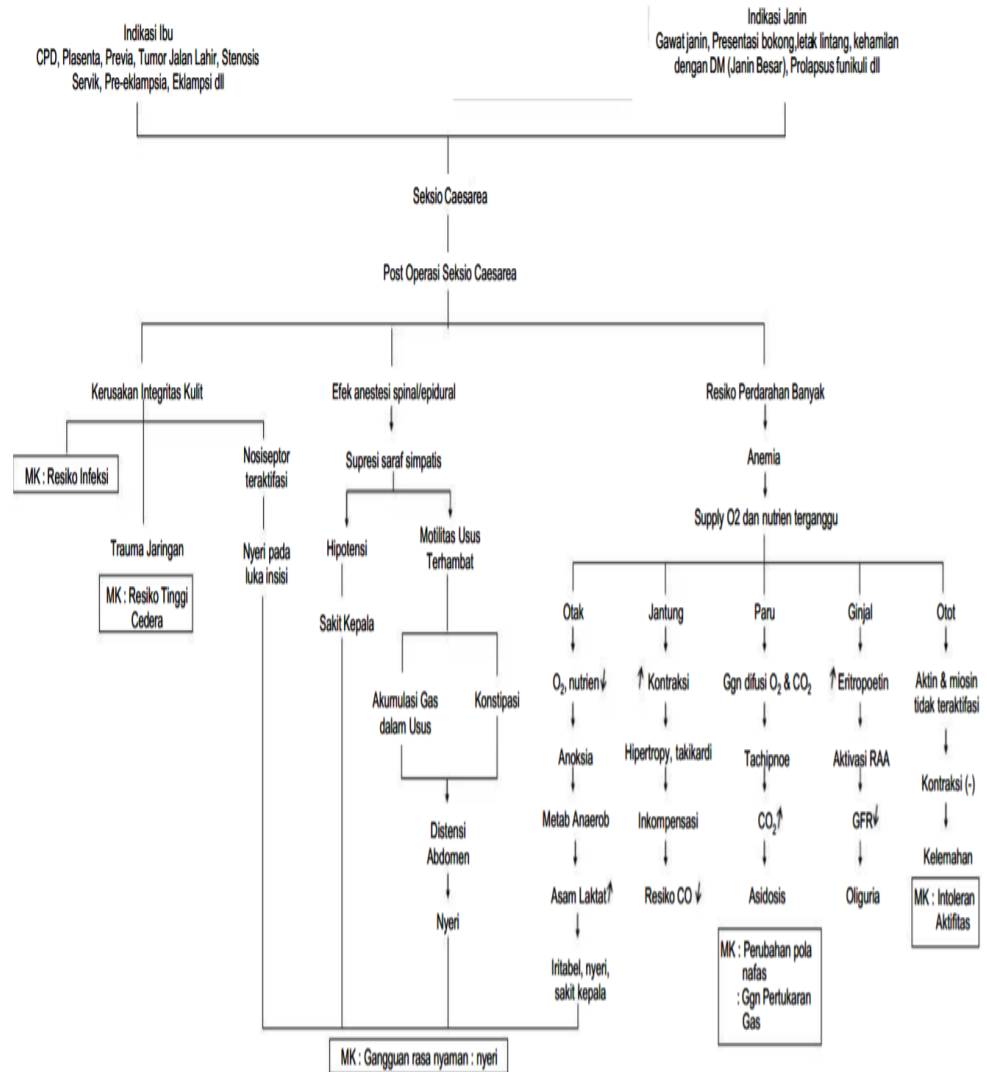 Indikasi Ibu
CPD, Plasenta, Previa, Tumor Jalan Lahir, Stenosis
Servik, Pre-eklampsia, Eklampsi dll
Indikasi Janin
Gawat janin, Presentasi bokong,letak lintang, kehamilan
dengan DM (Janin Besar), Prolapsus funikuli dll
Seksio Caesarea
Post Operasi Seksio Caesarea
Kerusakan Integritas Kulit
MK : Resiko Infeksi
Trauma Jaringan
MK : Resiko Tinggi
Cedera
Nosiseptor
teraktifasi
Nyeri pada
luka insisi
Efek anestesi spinal/epidural
Supresi saraf simpatis
Hipotensi
Sakit Kepala
Motilitas Usus
Terhambat
Akumulasi Gas
dalam Usus
Konstipasi
Distensi
Abdomen
Nyeri
Resiko Perdarahan Banyak
Anemia
Supply O2 dan nutrien terganggu
Otak
O₂, nutrien↓
Anoksia
Metab Anaerob
Asam Laktat↑
Iritabel, nyeri,
sakit kepala
Jantung
↑ Kontraksi
Hipertropy, takikardi
Inkompensasi
Resiko CO ↓
Paru
Ggn difusi O₂ & CO₂
Tachipnoe
CO₂↑
Asidosis
MK : Perubahan pola
nafas
: Ggn Pertukaran
Gas
Ginjal
↑ Eritropoetin
Aktivasi RAA
GFR↓
Oliguria
Otot
Aktin & miosin
tidak teraktifasi
Kontraksi (-)
Kelemahan
MK : Intoleran
Aktifitas
MK : Gangguan rasa nyaman : nyeri